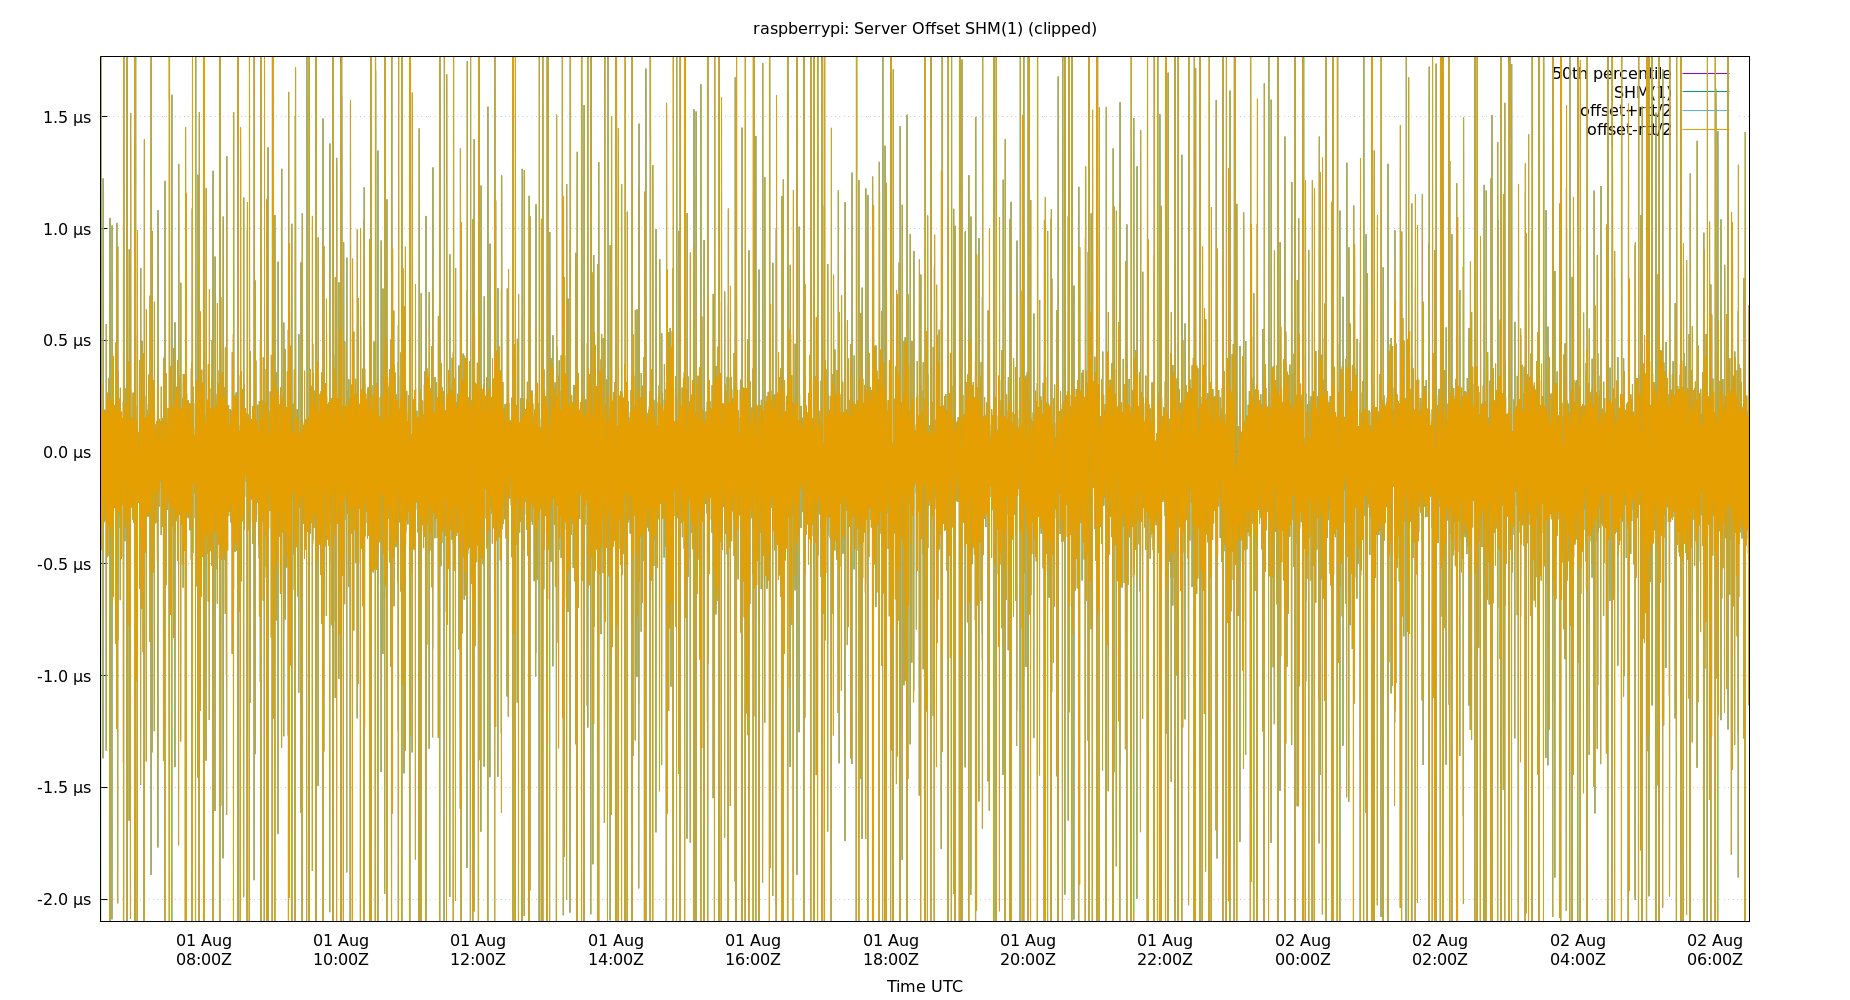 raspberrypi: Server Offset SHM(1) (clipped)
50th percentile
SHM(1)
offset+rtt/2
offset-rtt/2
1.5 µs
1.0 µs
0.5 µs
0.0 µs
-0.5 µs
-1.0 µs
-1.5 µs
-2.0 µs
01 Aug 01 Aug 01 Aug 01 Aug 01 Aug 01 Aug 01 Aug 01 Aug 02 Aug 02 Aug 02 Aug 02 Aug
08:00Z 10:00Z 12:00Z 14:00Z 16:00Z 18:00Z 20:00Z 22:00Z 00:00Z 02:00Z 04:00Z 06:00Z
Time UTC